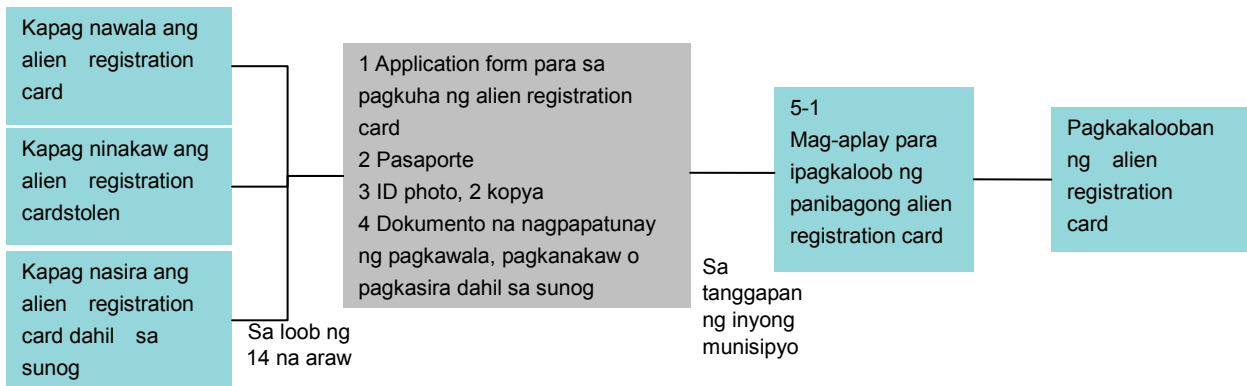 Kapag nawala ang
alien registration
card
Kapag ninakaw ang
alien registration
cardstolen
Kapag nasira ang
alien registration
card dahil sa
sunog
Sa loob ng
14 na araw
1 Application form para sa
pagkuha ng alien registration
card
2 Pasaporte
3 ID photo, 2 kopya
4 Dokumento na nagpapatunay
ng pagkawala, pagkanakaw o
pagkasira dahil sa sunog
Sa
tanggapan
ng inyong
munisipyo
5-1
Mag-aplay para
ipagkaloob ng
panibagong alien
registration card
Pagkakalooban
ng alien
registration
card